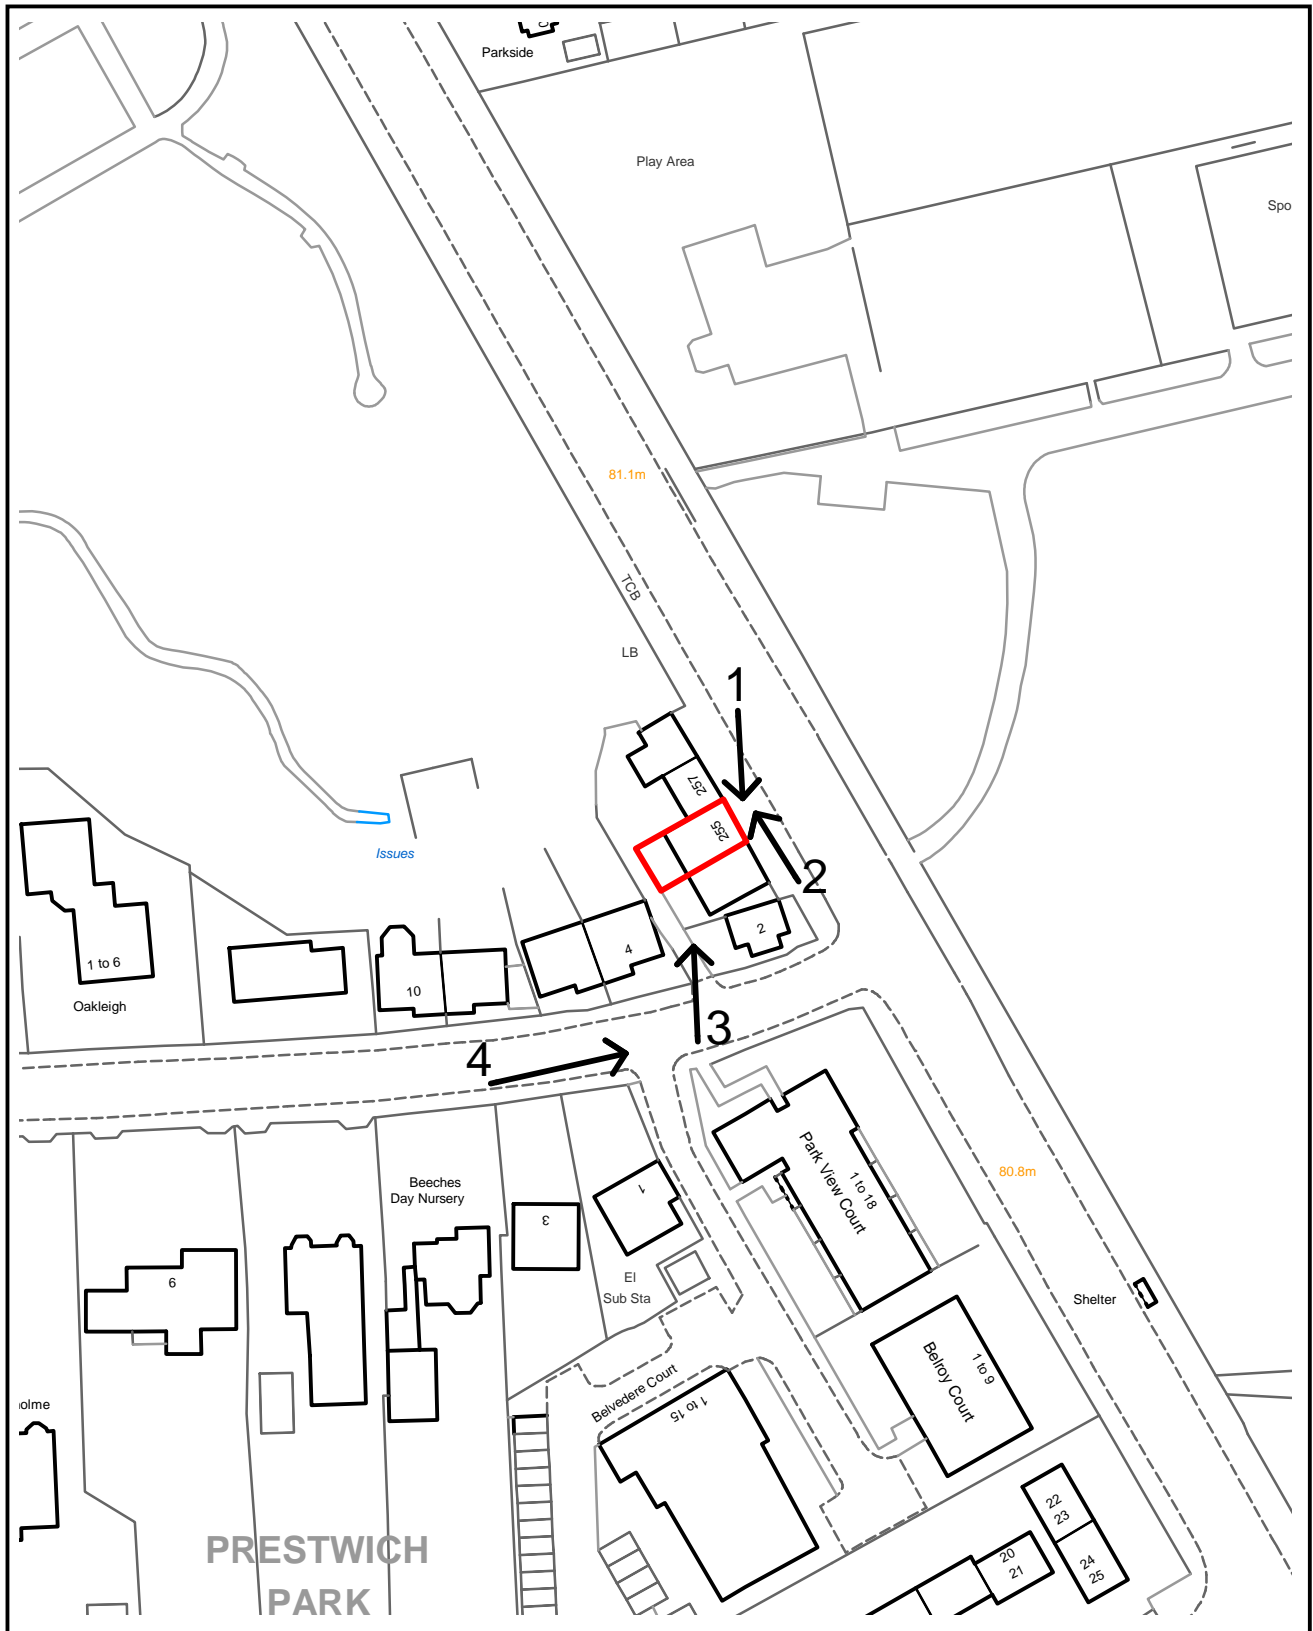 Parkside
Play Area
Spo
81.1m
TCB
LB
1
257
255
2
Issues
2
4
1 to 6
10
Oakleigh
3
4
Park View Court
1 to 18
80.8m
Beeches
Day Nursery
1
3
El
Sub Sta
6
Shelter
Belroy Court
1 to 9
Belvedere Court
1 to 15
olme
22
23
20
21
24
25
PRESTWICH
PARK